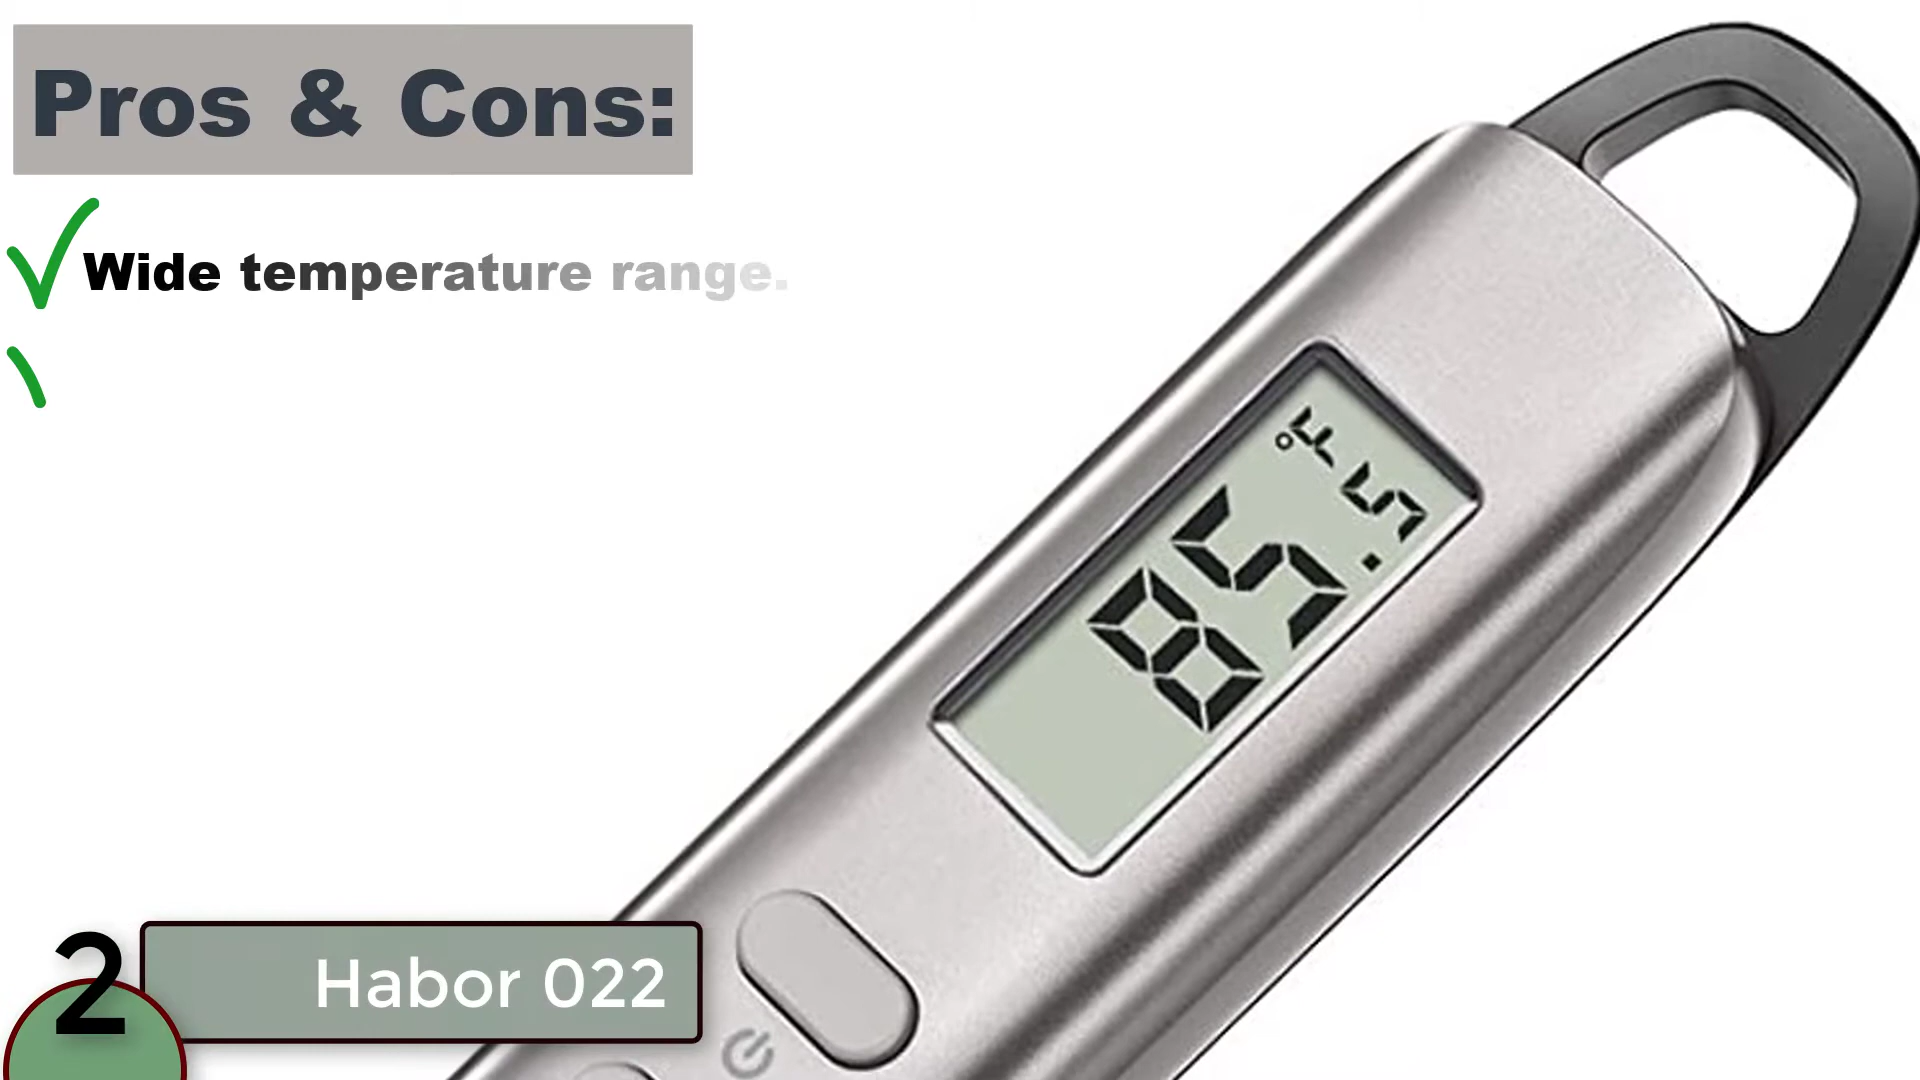 Pros & Cons:
Wide temperature range.
85.5 °F
2
Habor 022